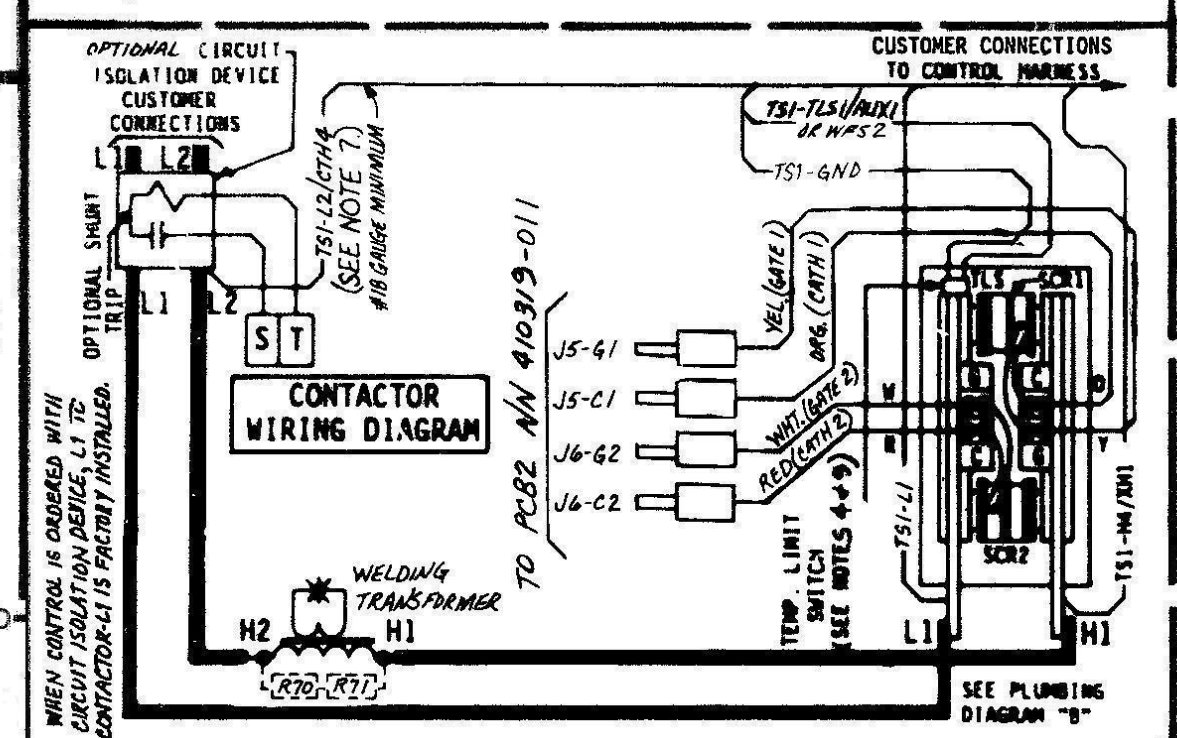 OPTIONAL CIRCUIT
ISOLATION DEVICE
CUSTOMER
CONNECTIONS
L1 L2
OPTIONAL SHUNT
TRIP
L1 L2
S T
TS1-L2/CTH4
(SEE NOTE 7)
#18 GAUGE MINIMUM
CUSTOMER CONNECTIONS
TO CONTROL HARNESS
TS1-TLS1/AUX1
OR WFS2
TS1-GND
CONTACTOR
WIRING DIAGRAM
TO PCB2 N/N 410319-011
J5-G1
J5-C1
J6-G2
J6-C2
YEL.(GATE 1)
ORG.(CATH 1)
WHT.(GATE 2)
RED(CATH 2)
TLS SCR1
G C
W O
R Y
C G
SCR2
TS1-L1
TS1-H4/XH1
TEMP. LIMIT
SWITCH
(SEE NOTES 4&9)
L1 H1
WELDING
TRANSFORMER
H2 H1
R70 R71
SEE PLUMBING
DIAGRAM "B"
WHEN CONTROL IS ORDERED WITH
CIRCUIT ISOLATION DEVICE, L1 TO
CONTACTOR-L1 IS FACTORY INSTALLED.